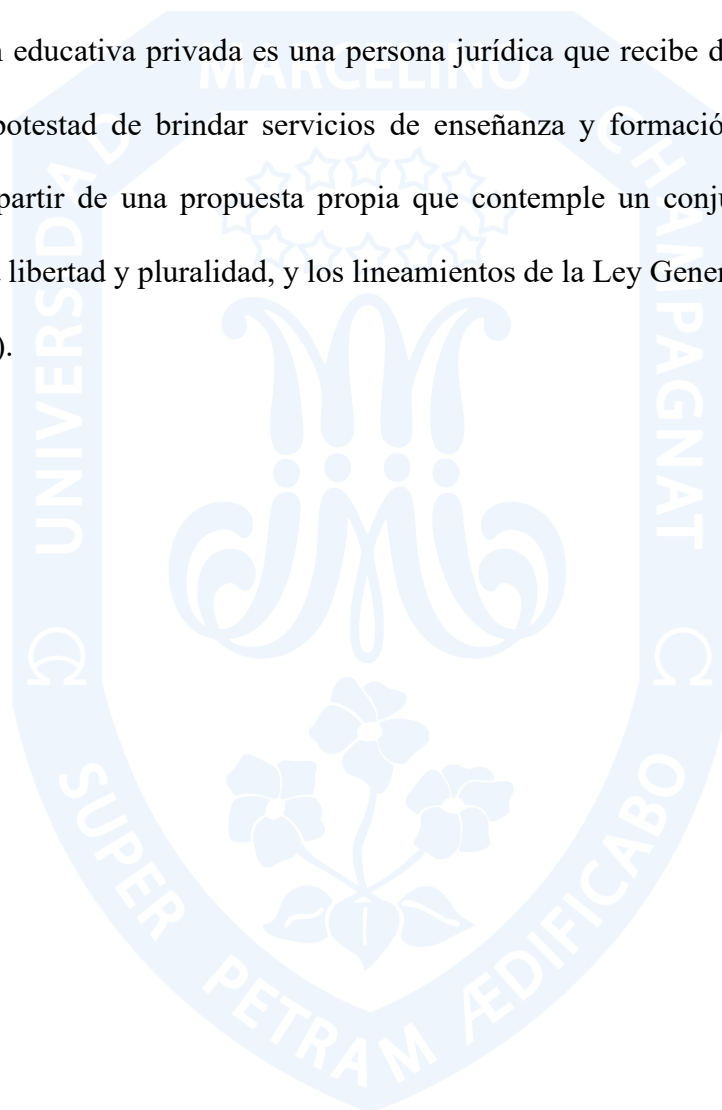 n educativa privada es una persona jurídica que recibe d
potestad de brindar servicios de enseñanza y formació
partir de una propuesta propia que contemple un conju
libertad y pluralidad, y los lineamientos de la Ley Gener
).
UNIVERSIDAD
MARCELINO
CHAMPAGNAT
SUPER PETRAM ÆDIFICABO